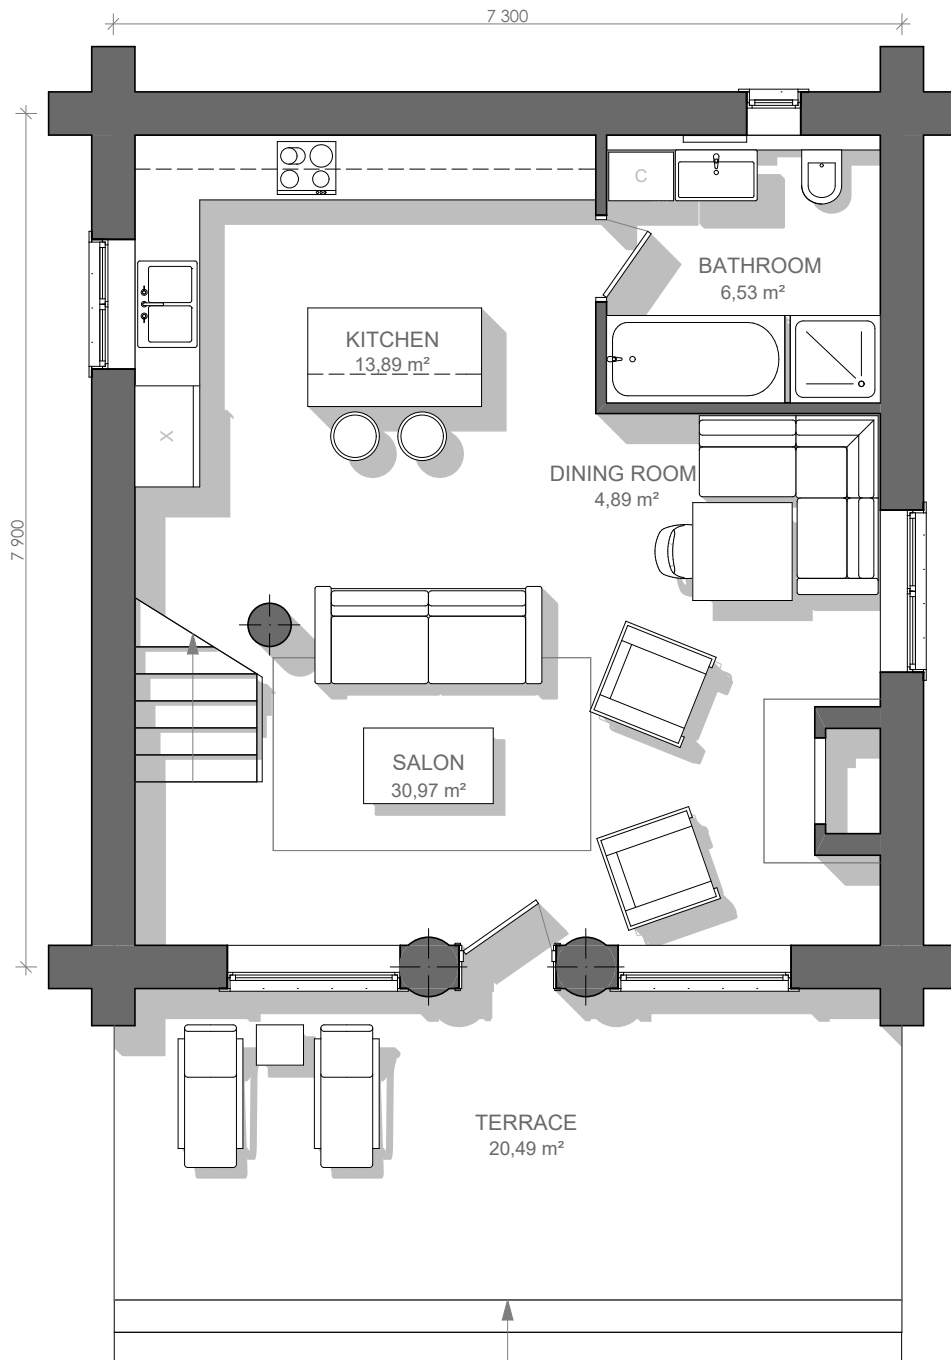 7 300
C
BATHROOM
6,53 m²
KITCHEN
13,89 m²
X
DINING ROOM
4,89 m²
7 900
SALON
30,97 m²
TERRACE
20,49 m²